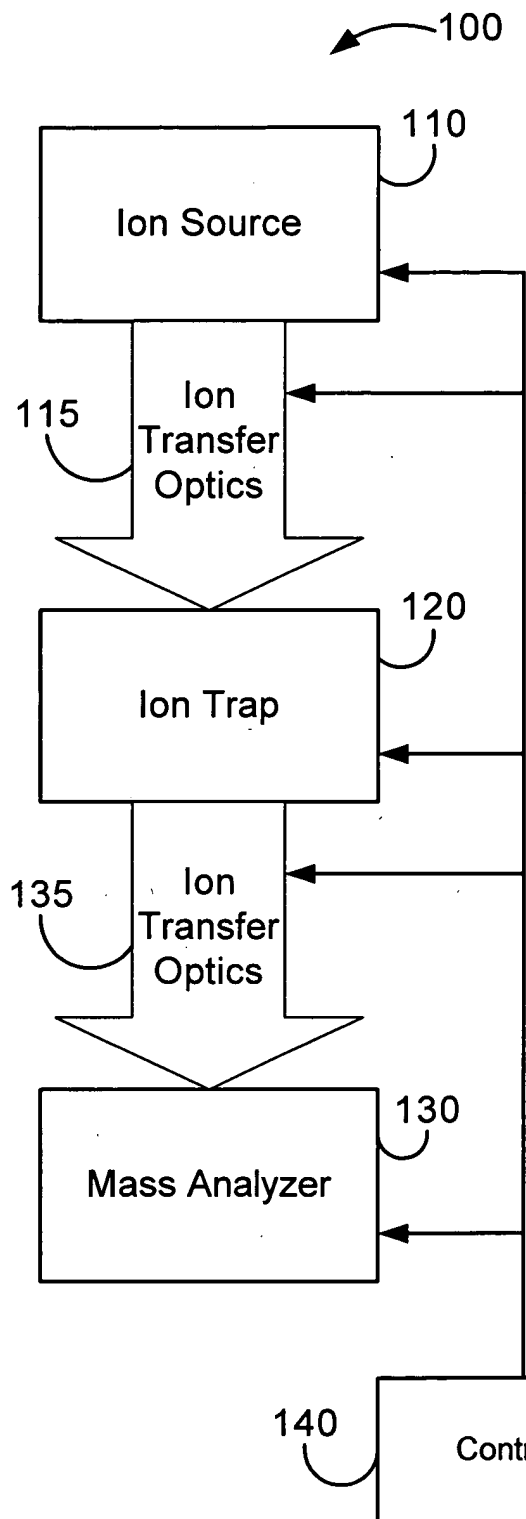 100
110
Ion Source
115
Ion
Transfer
Optics
120
Ion Trap
135
Ion
Transfer
Optics
130
Mass Analyzer
140